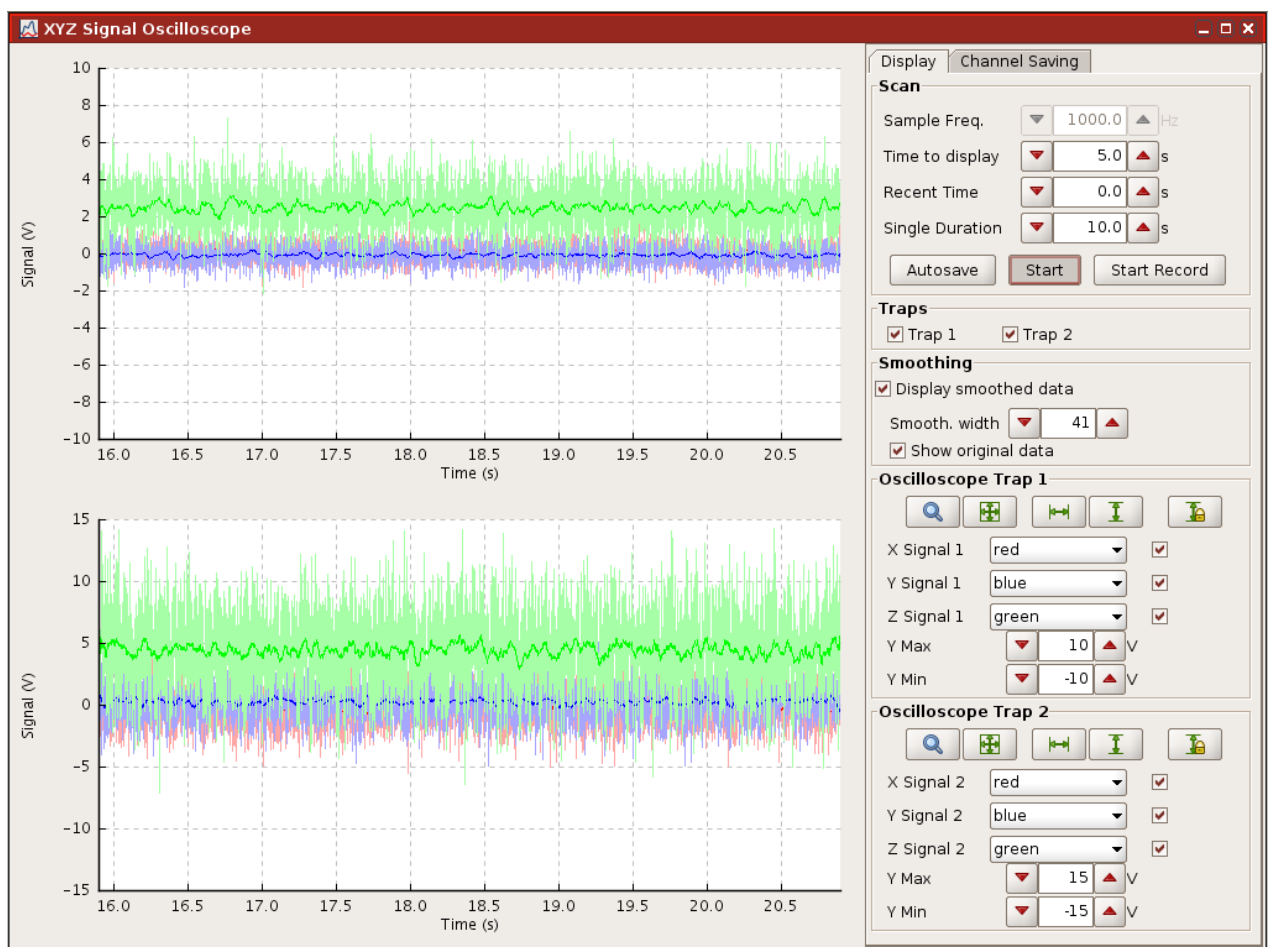 XYZ Signal Oscilloscope
10
8
6
4
2
0
−2
−4
−6
−8
−10
Signal (V)
16.0 16.5 17.0 17.5 18.0 18.5 19.0 19.5 20.0 20.5
Time (s)
15
10
5
0
−5
−10
−15
Signal (V)
16.0 16.5 17.0 17.5 18.0 18.5 19.0 19.5 20.0 20.5
Time (s)
Display Channel Saving
Scan
Sample Freq. 1000.0 Hz
Time to display 5.0 s
Recent Time 0.0 s
Single Duration 10.0 s
Autosave Start Start Record
Traps
Trap 1 Trap 2
Smoothing
Display smoothed data
Smooth. width 41
Show original data
Oscilloscope Trap 1
X Signal 1 red
Y Signal 1 blue
Z Signal 1 green
Y Max 10 V
Y Min -10 V
Oscilloscope Trap 2
X Signal 2 red
Y Signal 2 blue
Z Signal 2 green
Y Max 15 V
Y Min -15 V